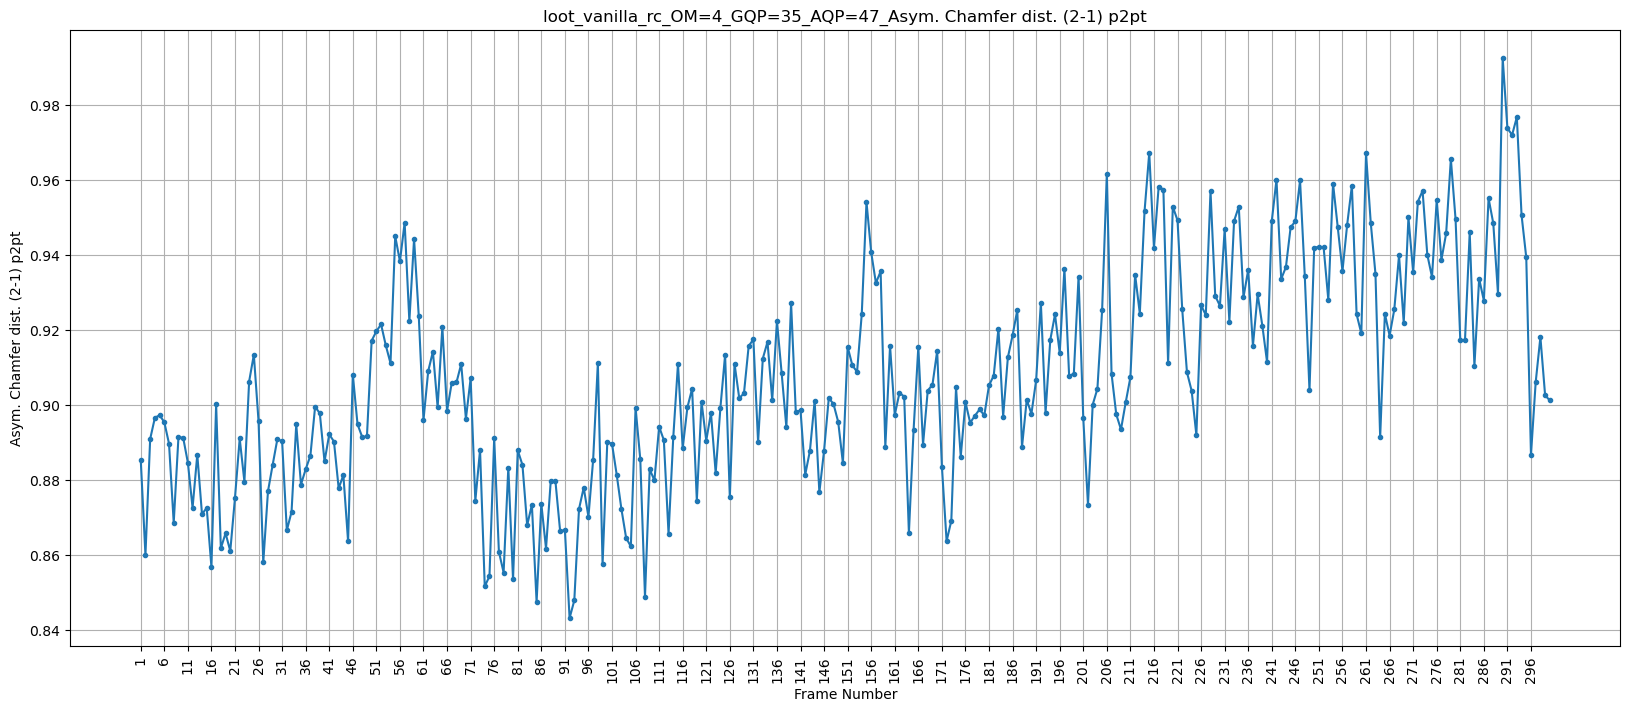 loot_vanilla_rc_OM=4_GQP=35_AQP=47_Asym. Chamfer dist. (2-1) p2pt
Asym. Chamfer dist. (2-1) p2pt
0.98
0.96
0.94
0.92
0.90
0.88
0.86
0.84
1 6 11 16 21 26 31 36 41 46 51 56 61 66 71 76 81 86 91 96 101 106 111 116 121 126 131 136 141 146 151 156 161 166 171 176 181 186 191 196 201 206 211 216 221 226 231 236 241 246 251 256 261 266 271 276 281 286 291 296
Frame Number